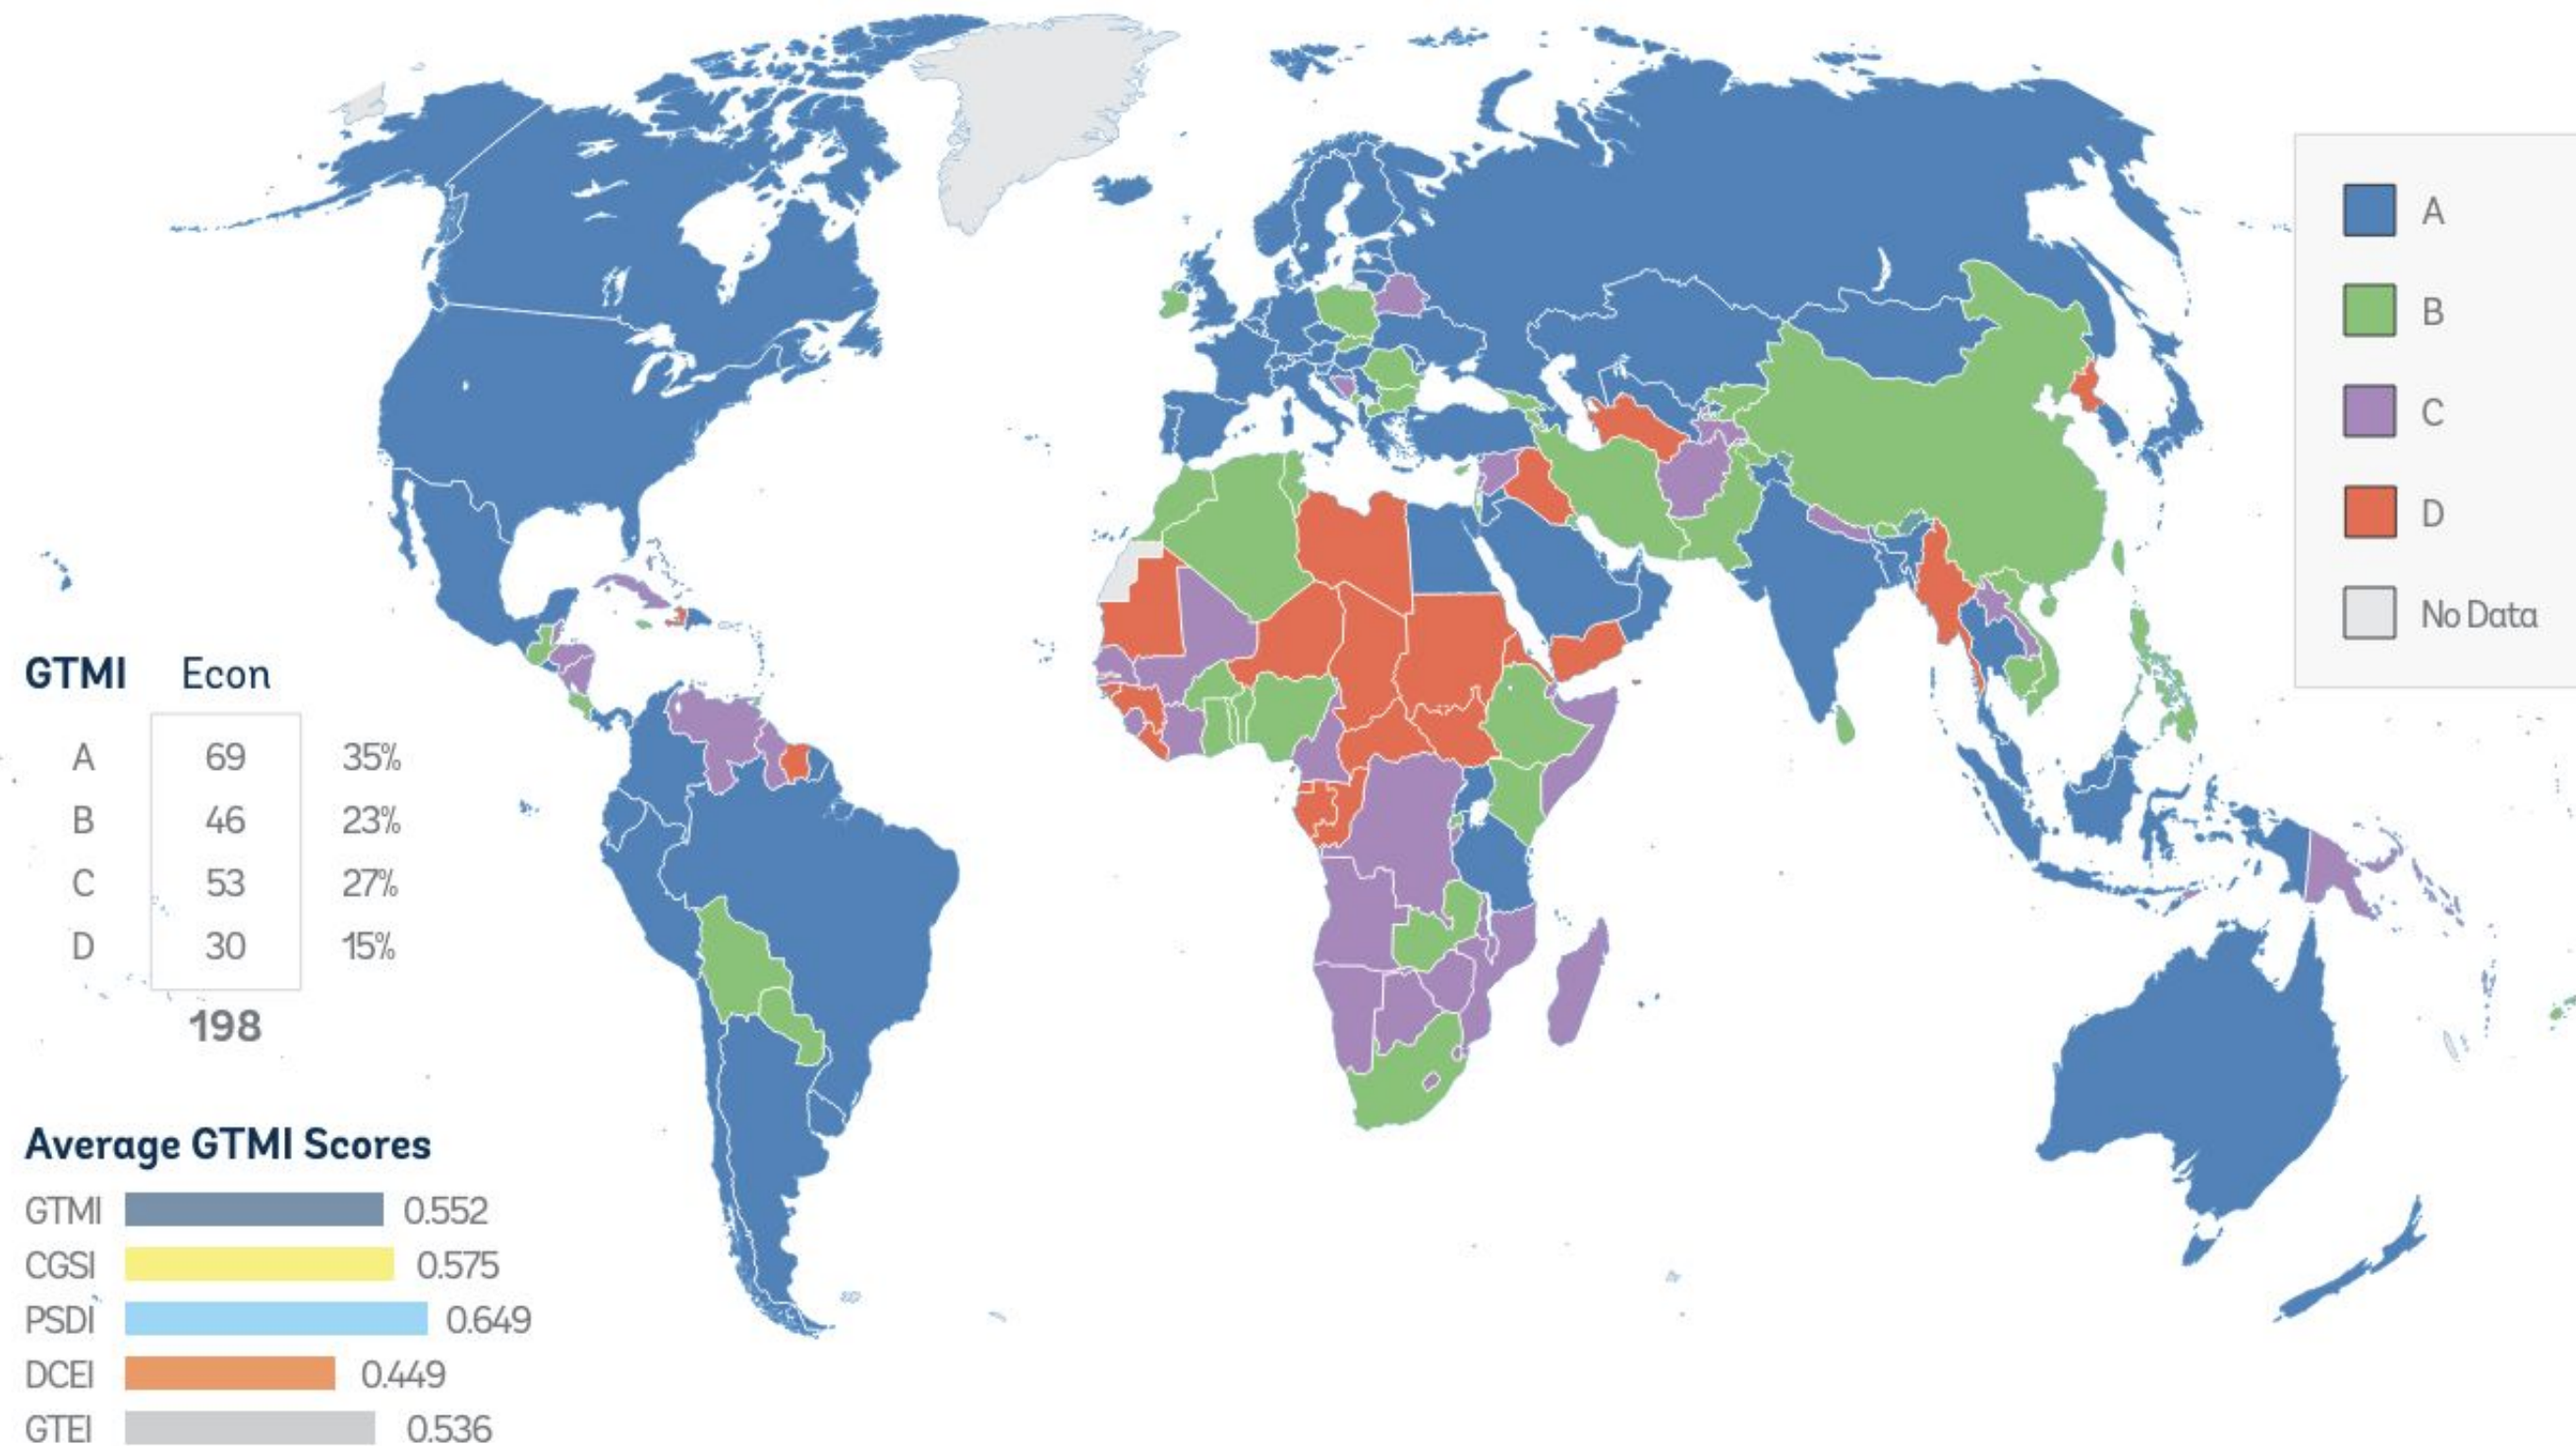 A
B
C
D
No Data
GTMI Econ
A 69 35%
B 46 23%
C 53 27%
D 30 15%
198
Average GTMI Scores
GTMI 0.552
CGSI 0.575
PSDI 0.649
DCEI 0.449
GTEI 0.536